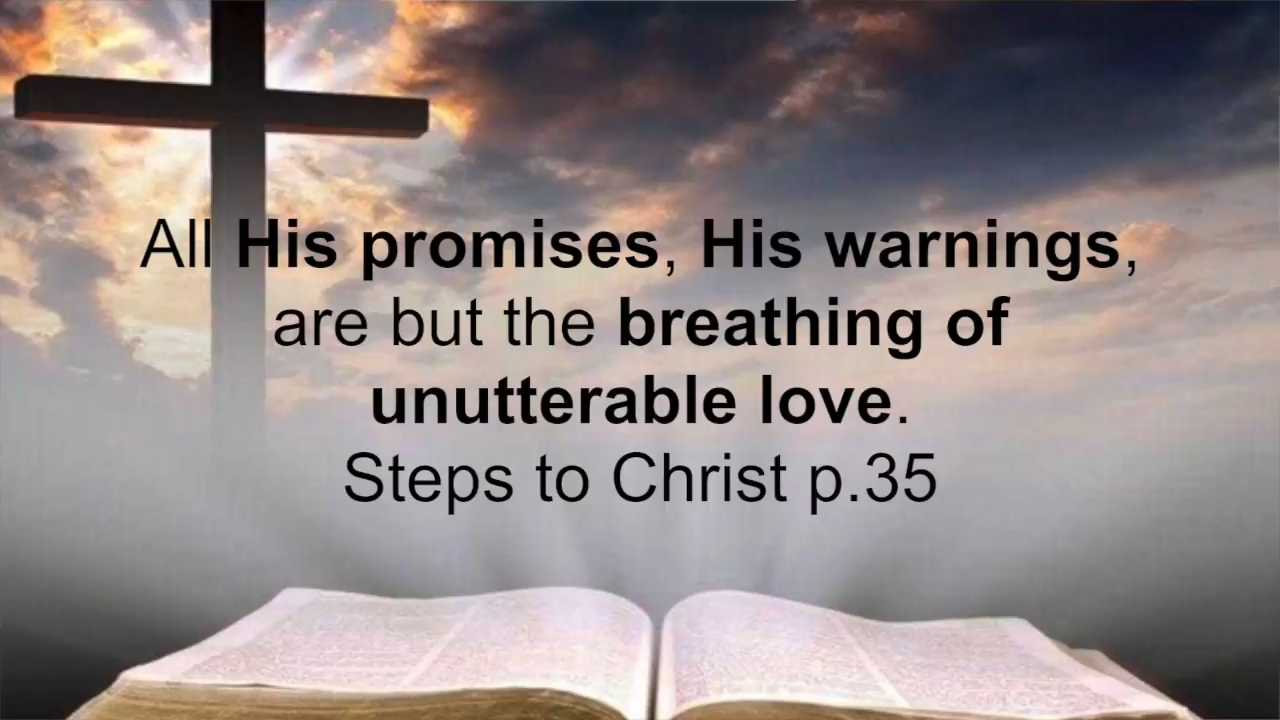 All His promises, His warnings,
are but the breathing of
unutterable love.
Steps to Christ p.35